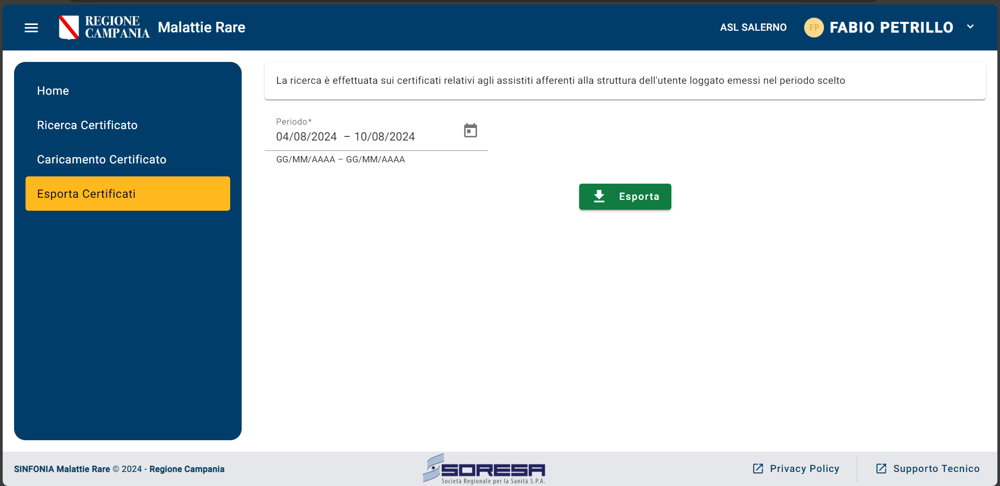 REGIONE
CAMPANIA
Malattie Rare
ASL SALERNO
FP
FABIO PETRILLO
Home
Ricerca Certificato
Caricamento Certificato
Esporta Certificati
La ricerca è effettuata sui certificati relativi agli assistiti afferenti alla struttura dell'utente loggato emessi nel periodo scelto
Periodo*
04/08/2024 – 10/08/2024
GG/MM/AAAA – GG/MM/AAAA
Esporta
SINFONIA Malattie Rare © 2024 - Regione Campania
SORESA
Società Regionale per la Sanità S.P.A.
Privacy Policy
Supporto Tecnico